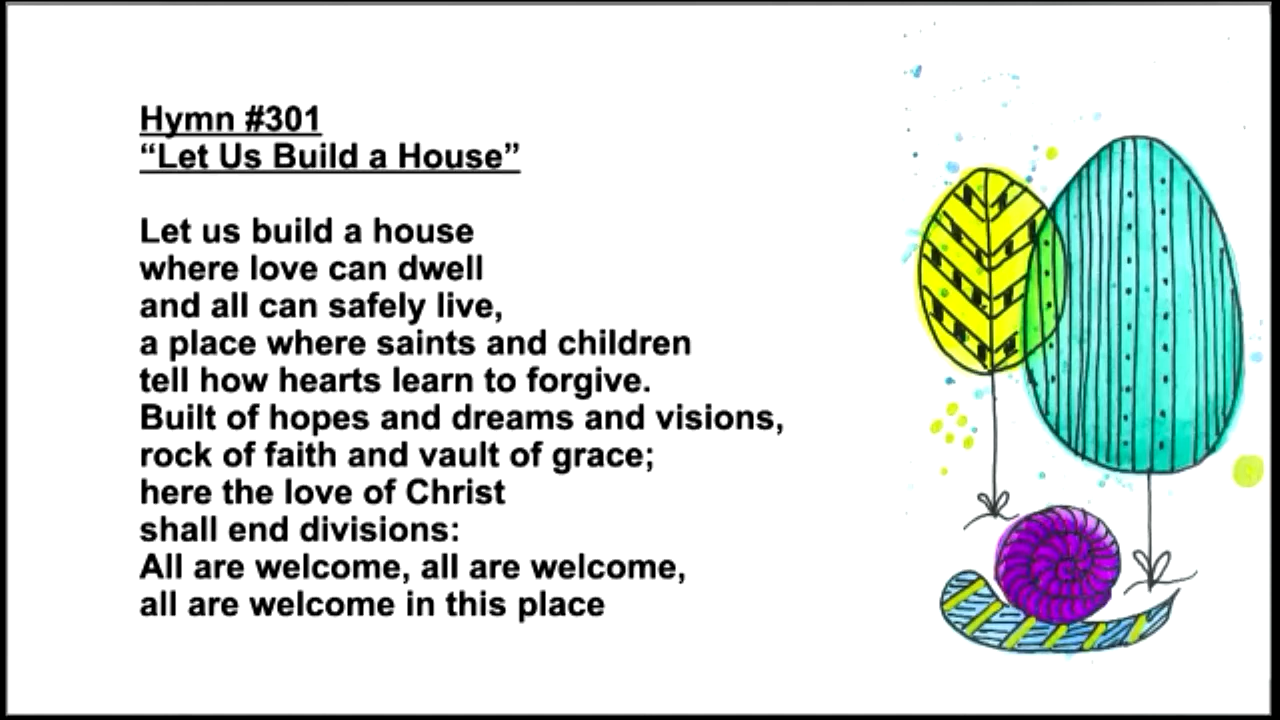 Hymn #301
“Let Us Build a House”
Let us build a house
where love can dwell
and all can safely live,
a place where saints and children
tell how hearts learn to forgive.
Built of hopes and dreams and visions,
rock of faith and vault of grace;
here the love of Christ
shall end divisions:
All are welcome, all are welcome,
all are welcome in this place